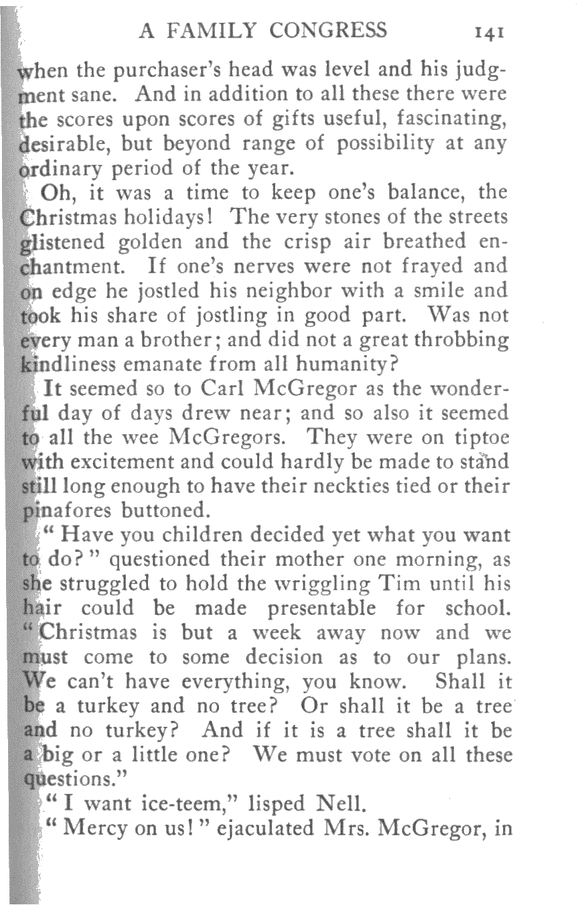 A FAMILY CONGRESS 141
when the purchaser's head was level and his judg-
ment sane. And in addition to all these there were
the scores upon scores of gifts useful, fascinating,
desirable, but beyond range of possibility at any
ordinary period of the year.
Oh, it was a time to keep one's balance, the
Christmas holidays! The very stones of the streets
glistened golden and the crisp air breathed en-
chantment. If one's nerves were not frayed and
on edge he jostled his neighbor with a smile and
took his share of jostling in good part. Was not
every man a brother; and did not a great throbbing
kindliness emanate from all humanity?
It seemed so to Carl McGregor as the wonder-
ful day of days drew near; and so also it seemed
to all the wee McGregors. They were on tiptoe
with excitement and could hardly be made to stand
still long enough to have their neckties tied or their
pinafores buttoned.
"Have you children decided yet what you want
to do?" questioned their mother one morning, as
she struggled to hold the wriggling Tim until his
hair could be made presentable for school.
"Christmas is but a week away now and we
must come to some decision as to our plans.
We can't have everything, you know. Shall it
be a turkey and no tree? Or shall it be a tree
and no turkey? And if it is a tree shall it be
a big or a little one? We must vote on all these
questions."
"I want ice-teem," lisped Nell.
"Mercy on us!" ejaculated Mrs. McGregor, in